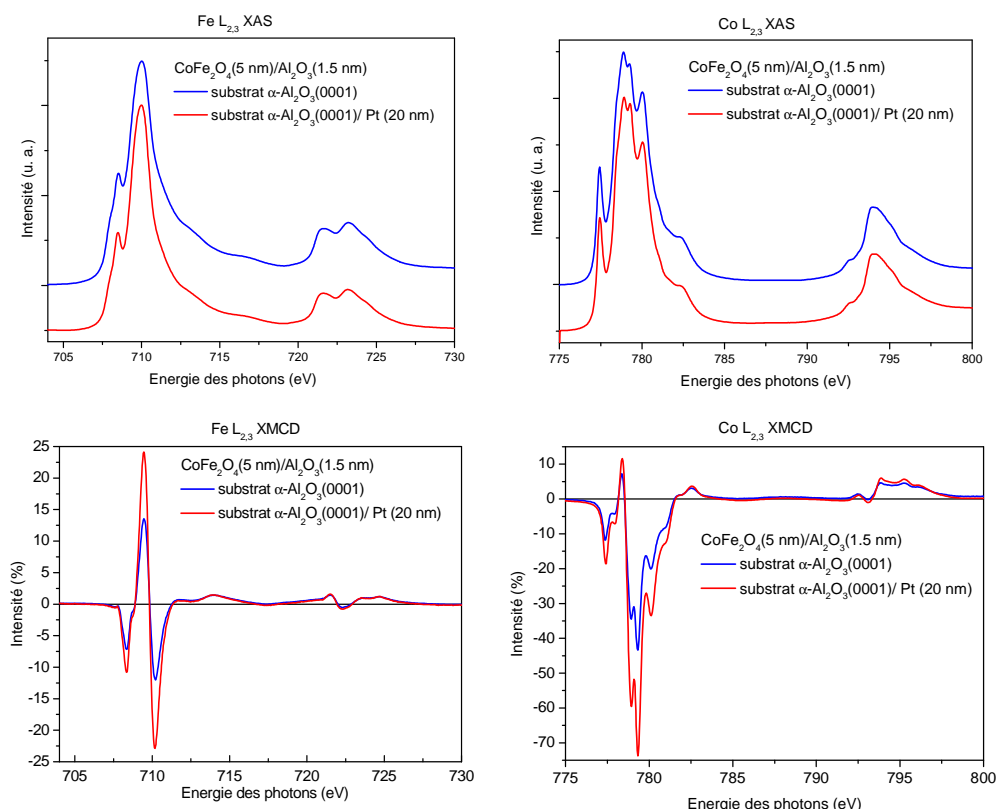 Fe L2,3 XAS
CoFe2O4(5 nm)/Al2O3(1.5 nm)
substrat α-Al2O3(0001)
substrat α-Al2O3(0001)/ Pt (20 nm)
Intensité (u. a.)
705 710 715 720 725 730
Energie des photons (eV)
Co L2,3 XAS
CoFe2O4(5 nm)/Al2O3(1.5 nm)
substrat α-Al2O3(0001)
substrat α-Al2O3(0001)/ Pt (20 nm)
Intensité (u. a.)
775 780 785 790 795 800
Energie des photons (eV)
Fe L2,3 XMCD
25
20
15
10
5
0
-5
-10
-15
-20
-25
CoFe2O4(5 nm)/Al2O3(1.5 nm)
substrat α-Al2O3(0001)
substrat α-Al2O3(0001)/ Pt (20 nm)
Intensité (%)
705 710 715 720 725 730
Energie des photons (eV)
Co L2,3 XMCD
10
0
-10
-20
-30
-40
-50
-60
-70
CoFe2O4(5 nm)/Al2O3(1.5 nm)
substrat α-Al2O3(0001)
substrat α-Al2O3(0001)/ Pt (20 nm)
Intensité (%)
775 780 785 790 795 800
Energie des photons (eV)